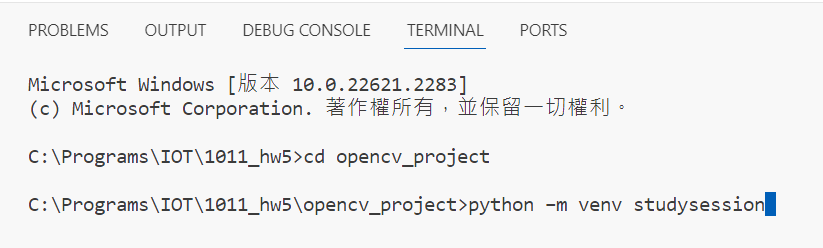 PROBLEMS OUTPUT DEBUG CONSOLE TERMINAL PORTS
Microsoft Windows [版本 10.0.22621.2283]
(c) Microsoft Corporation. 著作權所有，並保留一切權利。
C:\Programs\IOT\1011_hw5>cd opencv_project
C:\Programs\IOT\1011_hw5\opencv_project>python –m venv studysession